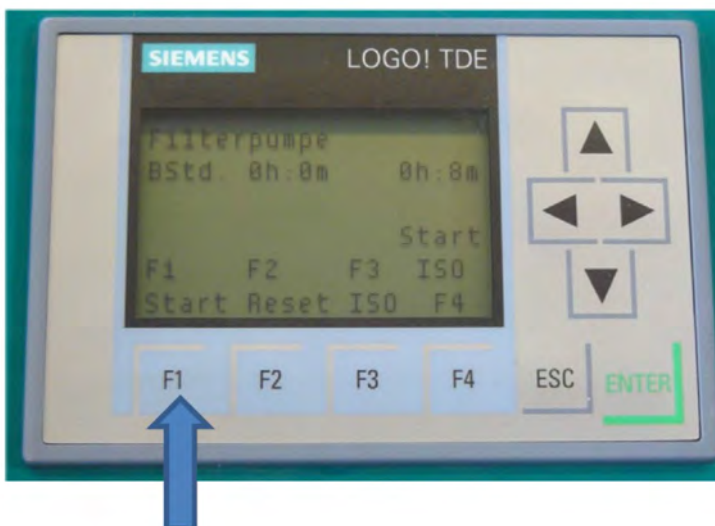 SIEMENS LOGO! TDE
Filterpumpe
BStd. 0h:0m 0h:8m
Start
F1 F2 F3 ISO
Start Reset ISO F4
F1 F2 F3 F4 ESC ENTER